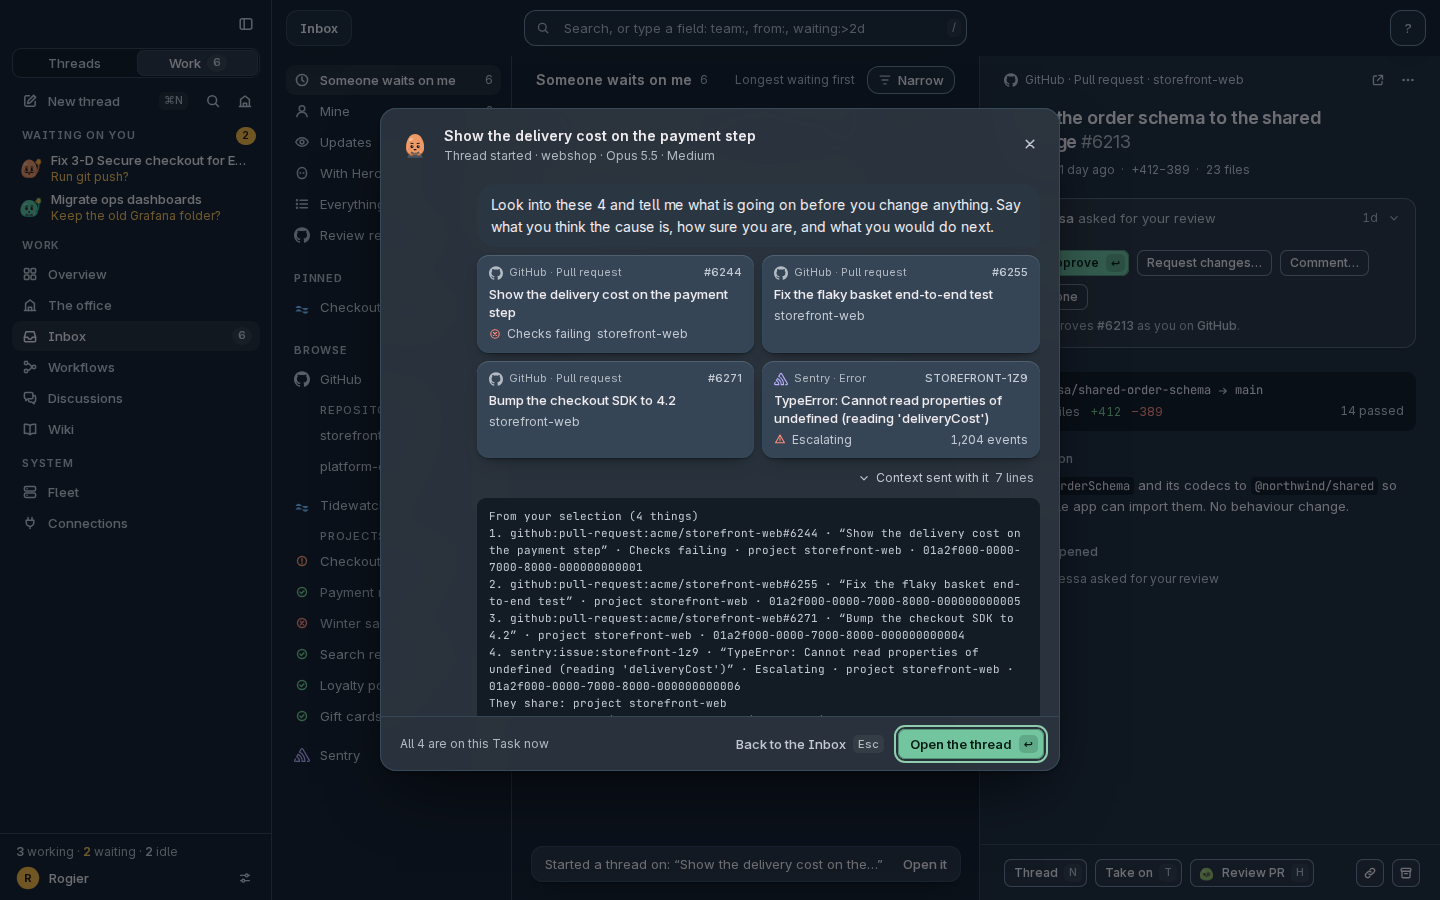 Threads
Work 6
New thread ⌘N
WAITING ON YOU 2
Fix 3-D Secure checkout for E…
Run git push?
Migrate ops dashboards
Keep the old Grafana folder?
WORK
Overview
The office
Inbox 6
Workflows
Discussions
Wiki
SYSTEM
Fleet
Connections
3 working · 2 waiting · 2 idle
R Rogier
Inbox
Search, or type a field: team:, from:, waiting:>2d /
?
Someone waits on me 6
Mine
Updates
With Hero
Everything
Review re
PINNED
Checkout
BROWSE
GitHub
REPOSITO
storefront
platform-
Tidewatc
PROJECTS
Checkout
Payment
Winter sa
Search re
Loyalty po
Gift cards
Sentry
Someone waits on me 6
Longest waiting first
Narrow
Started a thread on: “Show the delivery cost on the…” Open it
GitHub · Pull request · storefront-web
the order schema to the shared
ge #6213
1 day ago · +412−389 · 23 files
sa asked for your review 1d
prove ↩
Request changes…
Comment…
one
roves #6213 as you on GitHub.
sa/shared-order-schema → main
iles +412 −389 14 passed
on
rderSchema and its codecs to @northwind/shared so
e app can import them. No behaviour change.
pened
essa asked for your review
Thread N
Take on T
Review PR H
Show the delivery cost on the payment step
Thread started · webshop · Opus 5.5 · Medium
Look into these 4 and tell me what is going on before you change anything. Say
what you think the cause is, how sure you are, and what you would do next.
GitHub · Pull request #6244
Show the delivery cost on the payment
step
Checks failing storefront-web
GitHub · Pull request #6255
Fix the flaky basket end-to-end test
storefront-web
GitHub · Pull request #6271
Bump the checkout SDK to 4.2
storefront-web
Sentry · Error STOREFRONT-1Z9
TypeError: Cannot read properties of
undefined (reading 'deliveryCost')
Escalating 1,204 events
Context sent with it 7 lines
From your selection (4 things)
1. github:pull-request:acme/storefront-web#6244 · “Show the delivery cost on
the payment step” · Checks failing · project storefront-web · 01a2f000-0000-
7000-8000-000000000001
2. github:pull-request:acme/storefront-web#6255 · “Fix the flaky basket end-
to-end test” · project storefront-web · 01a2f000-0000-7000-8000-000000000005
3. github:pull-request:acme/storefront-web#6271 · “Bump the checkout SDK to
4.2” · project storefront-web · 01a2f000-0000-7000-8000-000000000004
4. sentry:issue:storefront-1z9 · “TypeError: Cannot read properties of
undefined (reading 'deliveryCost')” · Escalating · project storefront-web ·
01a2f000-0000-7000-8000-000000000006
They share: project storefront-web
All 4 are on this Task now
Back to the Inbox Esc
Open the thread ↩